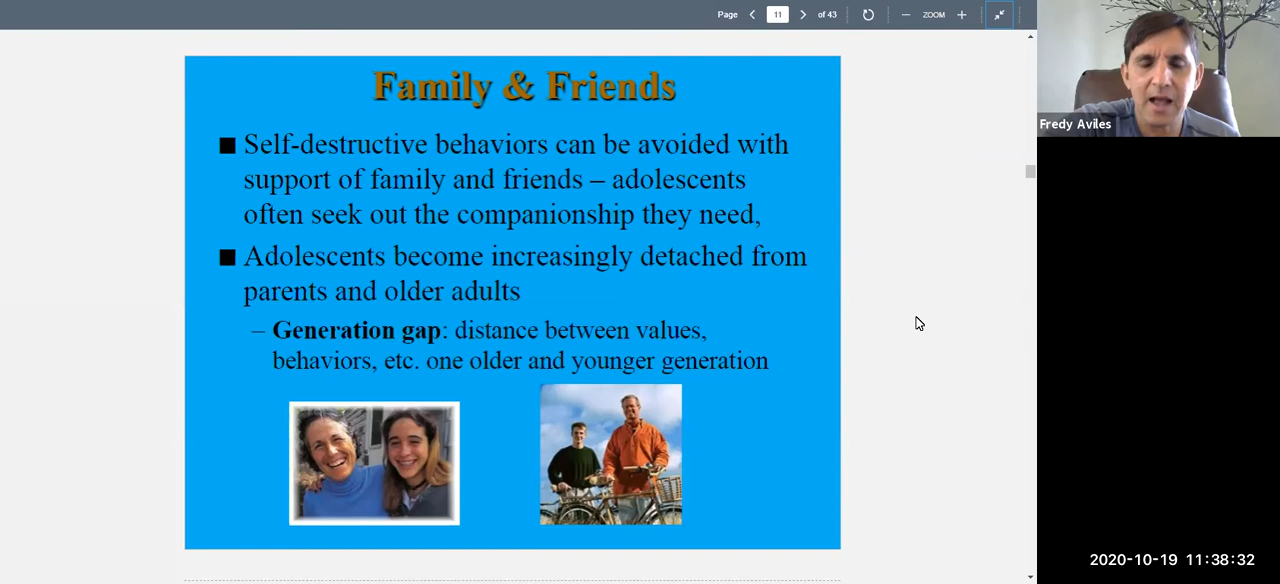 Page 11 of 43 ZOOM
Family & Friends
Self-destructive behaviors can be avoided with
support of family and friends – adolescents
often seek out the companionship they need,
Adolescents become increasingly detached from
parents and older adults
– Generation gap: distance between values,
behaviors, etc. one older and younger generation
Fredy Aviles
2020-10-19 11:38:32